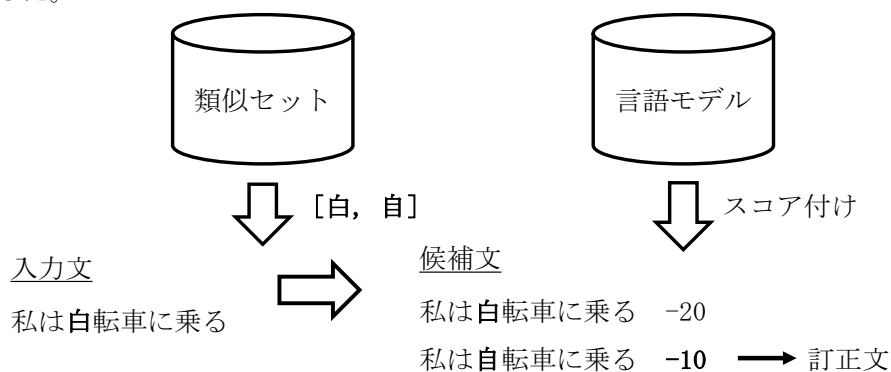 類似セット
言語モデル
[白, 自]
スコア付け
入力文
私は白転車に乗る
候補文
私は白転車に乗る -20
私は自転車に乗る -10
訂正文